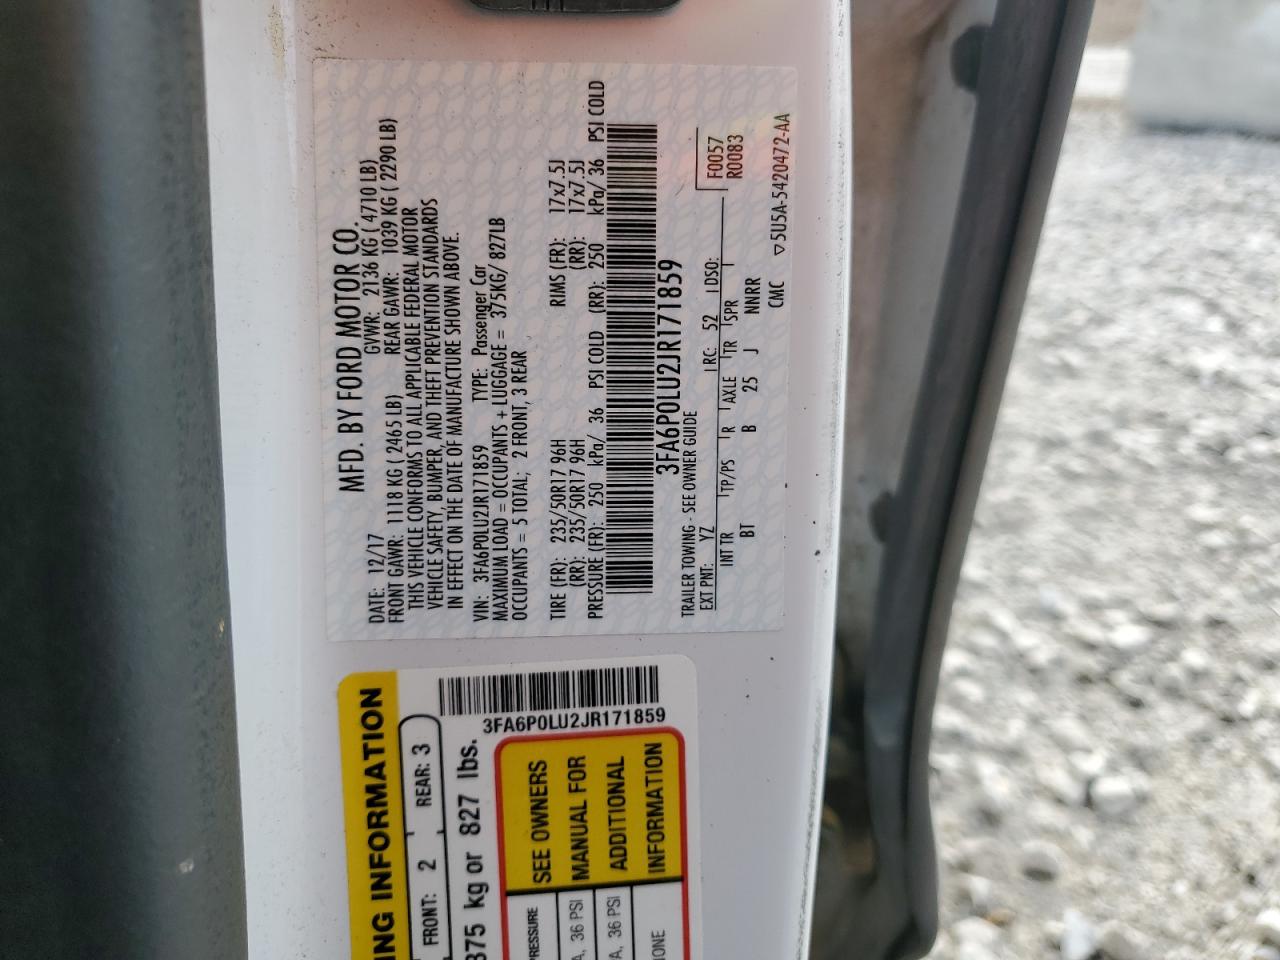 MFD. BY FORD MOTOR CO.
DATE: 12/17 GVWR: 2136 KG ( 4710 LB)
FRONT GAWR: 1118 KG ( 2465 LB) REAR GAWR: 1039 KG ( 2290 LB)
THIS VEHICLE CONFORMS TO ALL APPLICABLE FEDERAL MOTOR
VEHICLE SAFETY, BUMPER, AND THEFT PREVENTION STANDARDS
IN EFFECT ON THE DATE OF MANUFACTURE SHOWN ABOVE.
VIN: 3FA6P0LU2JR171859 TYPE: Passenger Car
MAXIMUM LOAD = OCCUPANTS + LUGGAGE = 375KG/ 827LB
OCCUPANTS = 5 TOTAL, 2 FRONT, 3 REAR
TIRE (FR): 235/50R17 96H RIMS (FR): 17x7.5J
(RR): 235/50R17 96H (RR): 17x7.5J
PRESSURE (FR): 250 kPa/ 36 PSI COLD (RR): 250 kPa/ 36 PSI COLD
3FA6P0LU2JR171859
TRAILER TOWING - SEE OWNER GUIDE F0057
EXT PNT: YZ RC: 52 DSO: R0083
INT TR TP/PS R AXLE TR SPR
BT B 25 J NNRR
CMC ▽5U5A-5420472-AA
ING INFORMATION
FRONT: 2 REAR: 3
375 kg or 827 lbs.
3FA6P0LU2JR171859
PRESSURE
A, 36 PSI
A, 36 PSI
IONE
SEE OWNERS
MANUAL FOR
ADDITIONAL
INFORMATION